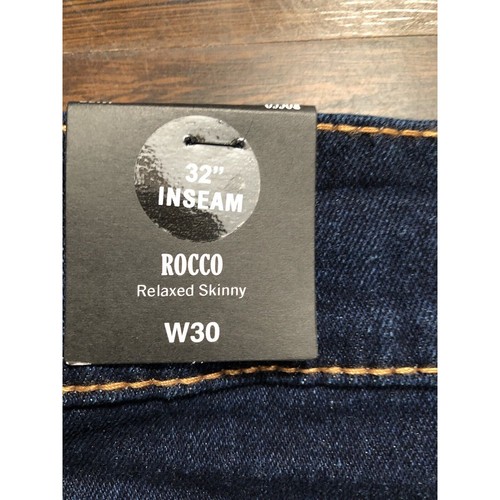 32"
INSEAM
ROCCO
Relaxed Skinny
W30